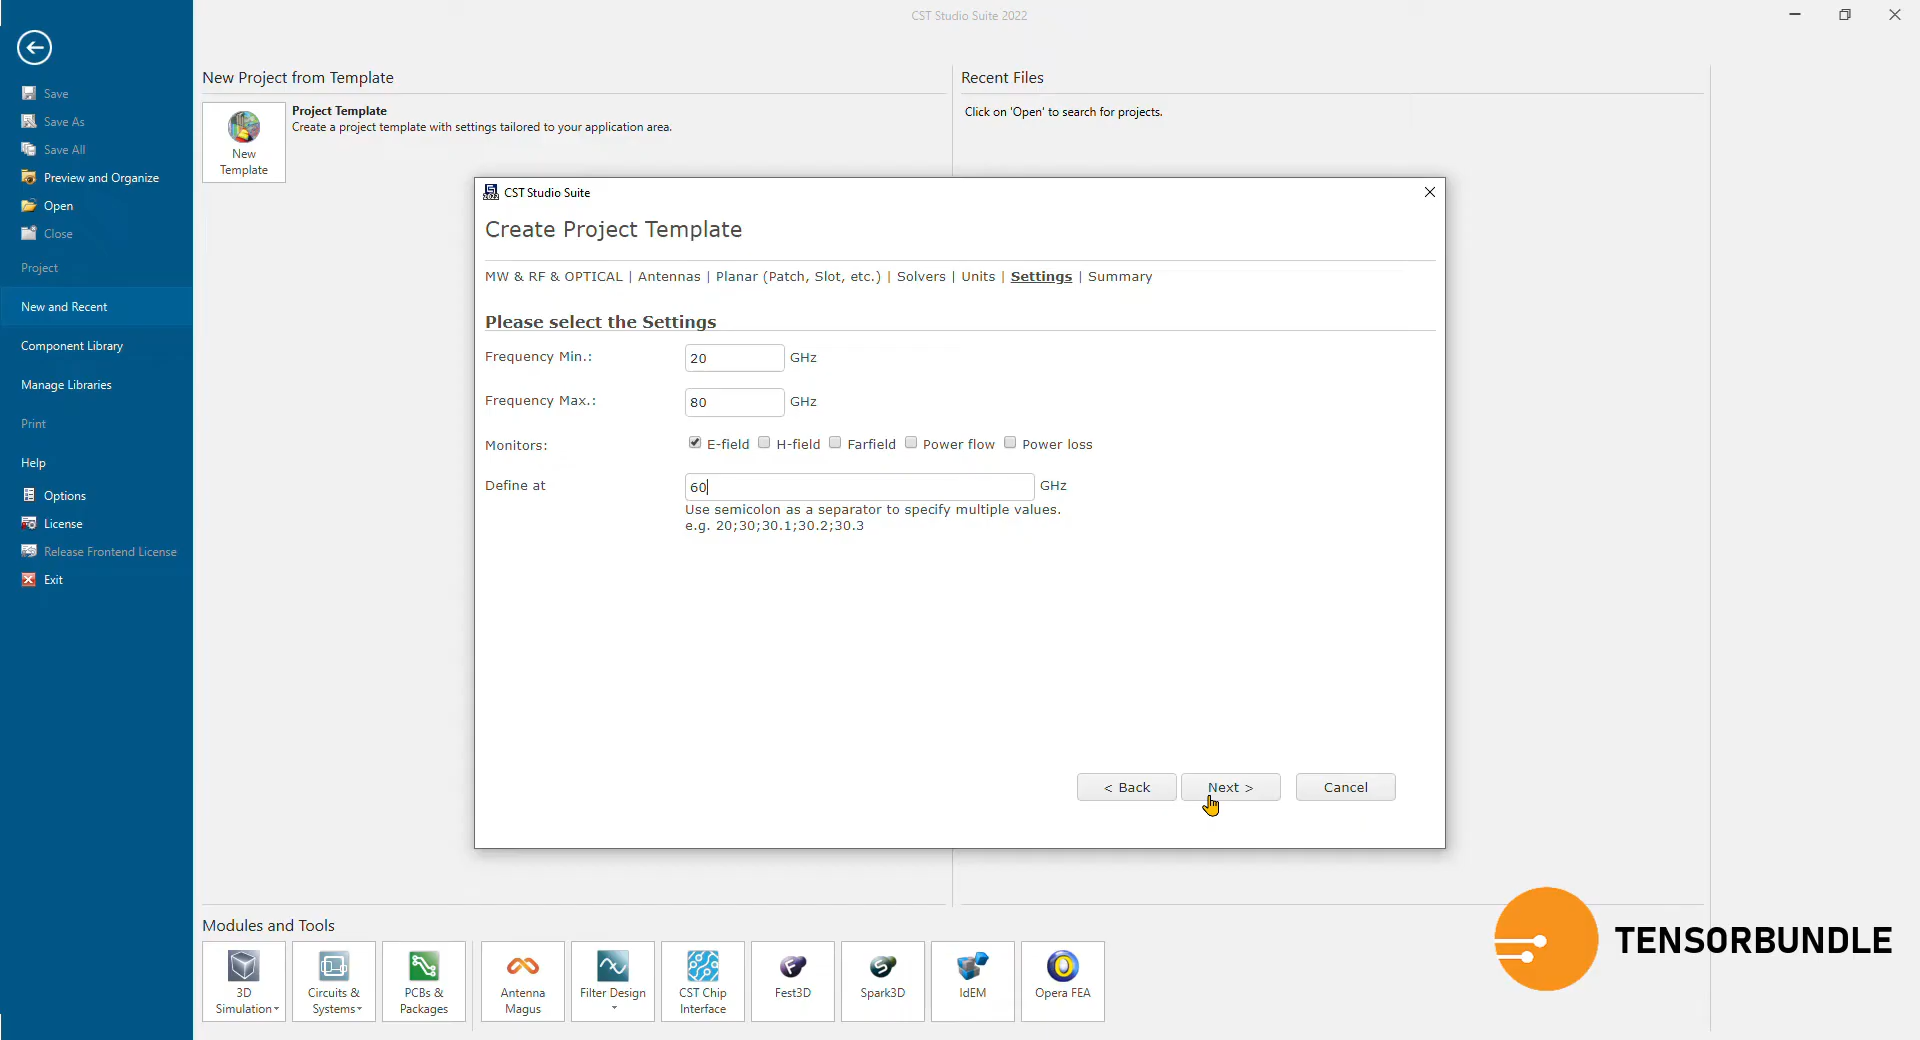 CST Studio Suite 2022
Save
Save As
Save All
Preview and Organize
Open
Close
Project
New and Recent
Component Library
Manage Libraries
Print
Help
Options
License
Release Frontend License
Exit
New Project from Template
New
Template
Project Template
Create a project template with settings tailored to your application area.
Recent Files
Click on 'Open' to search for projects.
CST Studio Suite
Create Project Template
MW & RF & OPTICAL | Antennas | Planar (Patch, Slot, etc.) | Solvers | Units | Settings | Summary
Please select the Settings
Frequency Min.: 20 GHz
Frequency Max.: 80 GHz
Monitors: E-field H-field Farfield Power flow Power loss
Define at 60 GHz
Use semicolon as a separator to specify multiple values.
e.g. 20;30;30.1;30.2;30.3
< Back Next > Cancel
Modules and Tools
3D
Simulation
Circuits &
Systems
PCBs &
Packages
Antenna
Magus
Filter Design
CST Chip
Interface
Fest3D
Spark3D
IdEM
Opera FEA
TENSORBUNDLE